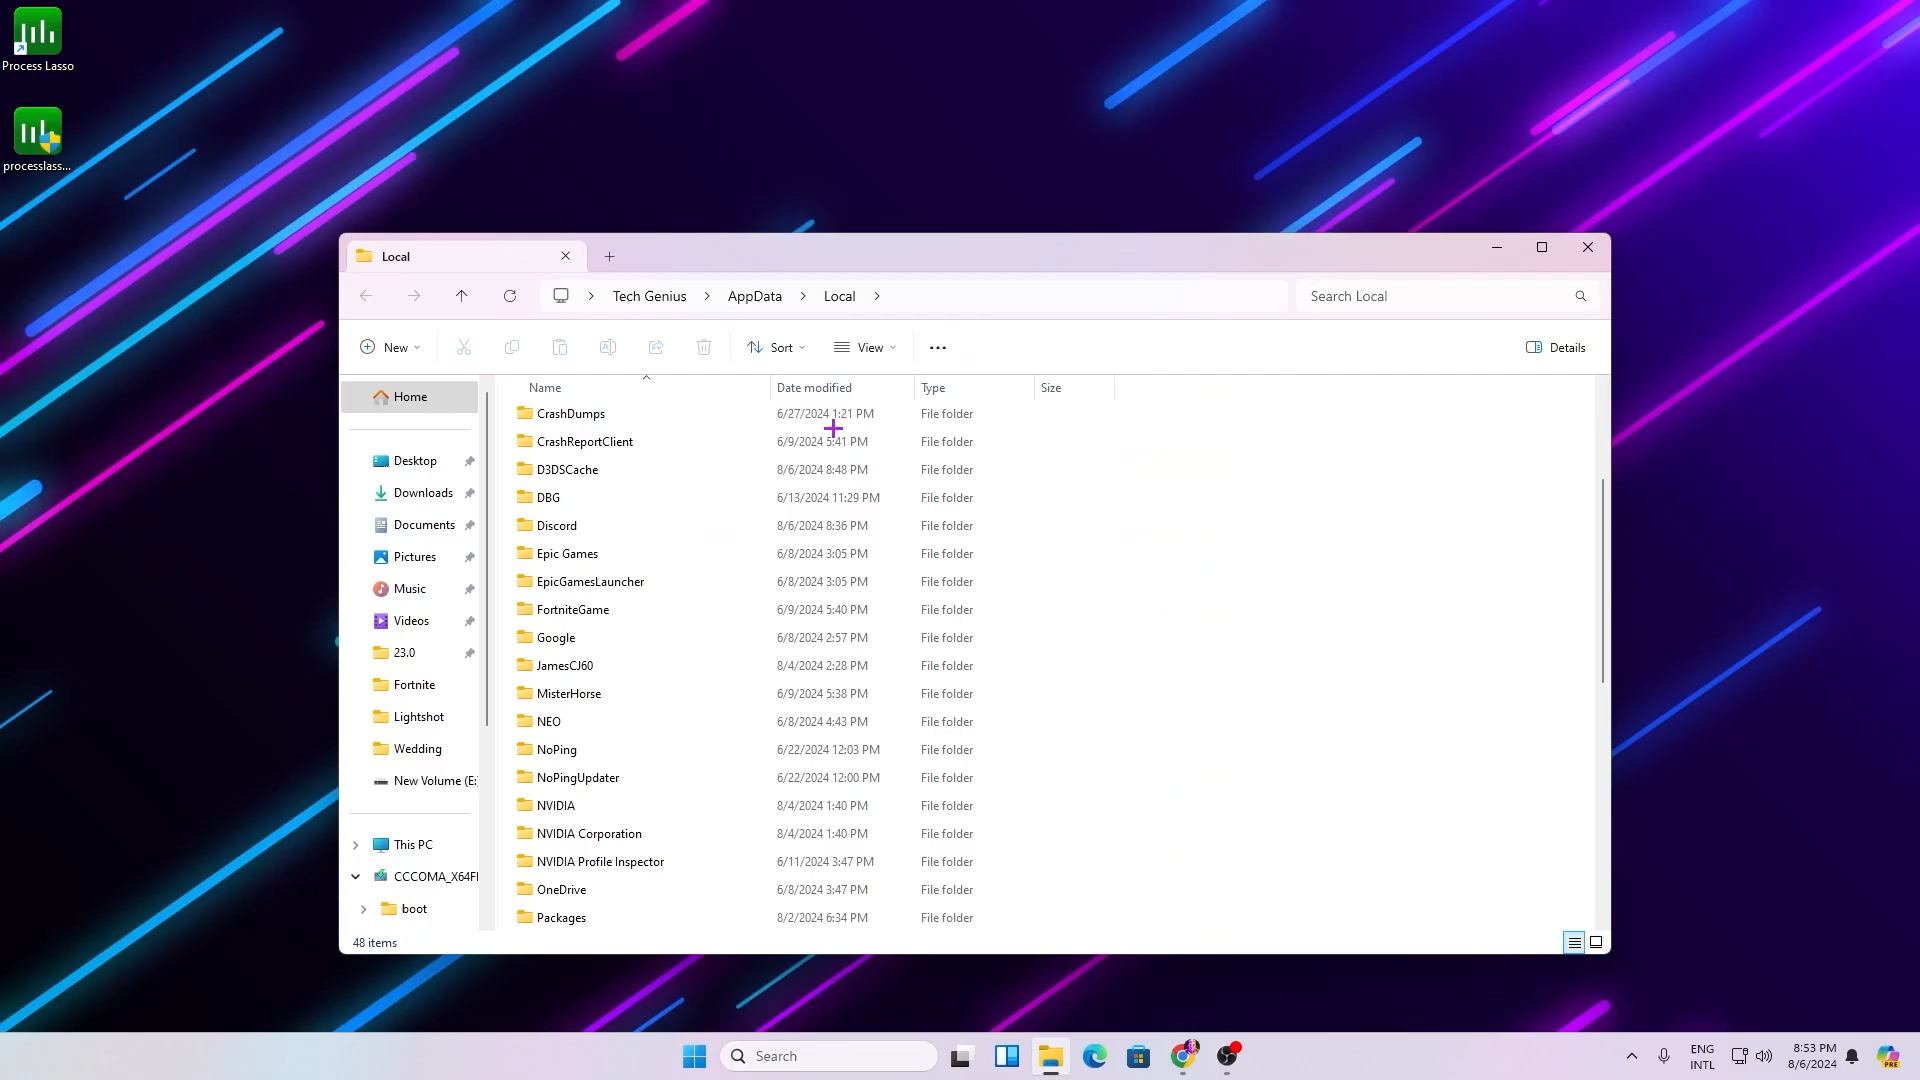 Process Lasso
processlass...
Local
Tech Genius
AppData
Local
Search Local
New
Sort
View
Details
Name
Date modified
Type
Size
Home
Desktop
Downloads
Documents
Pictures
Music
Videos
23.0
Fortnite
Lightshot
Wedding
New Volume (E:
This PC
CCCOMA_X64F
boot
CrashDumps 6/27/2024 1:21 PM File folder
CrashReportClient 6/9/2024 5:41 PM File folder
D3DSCache 8/6/2024 8:48 PM File folder
DBG 6/13/2024 11:29 PM File folder
Discord 8/6/2024 8:36 PM File folder
Epic Games 6/8/2024 3:05 PM File folder
EpicGamesLauncher 6/8/2024 3:05 PM File folder
FortniteGame 6/9/2024 5:40 PM File folder
Google 6/8/2024 2:57 PM File folder
JamesCJ60 8/4/2024 2:28 PM File folder
MisterHorse 6/9/2024 5:38 PM File folder
NEO 6/8/2024 4:43 PM File folder
NoPing 6/22/2024 12:03 PM File folder
NoPingUpdater 6/22/2024 12:00 PM File folder
NVIDIA 8/4/2024 1:40 PM File folder
NVIDIA Corporation 8/4/2024 1:40 PM File folder
NVIDIA Profile Inspector 6/11/2024 3:47 PM File folder
OneDrive 6/8/2024 3:47 PM File folder
Packages 8/2/2024 6:34 PM File folder
48 items
Search
ENG
INTL
8:53 PM
8/6/2024
PRE